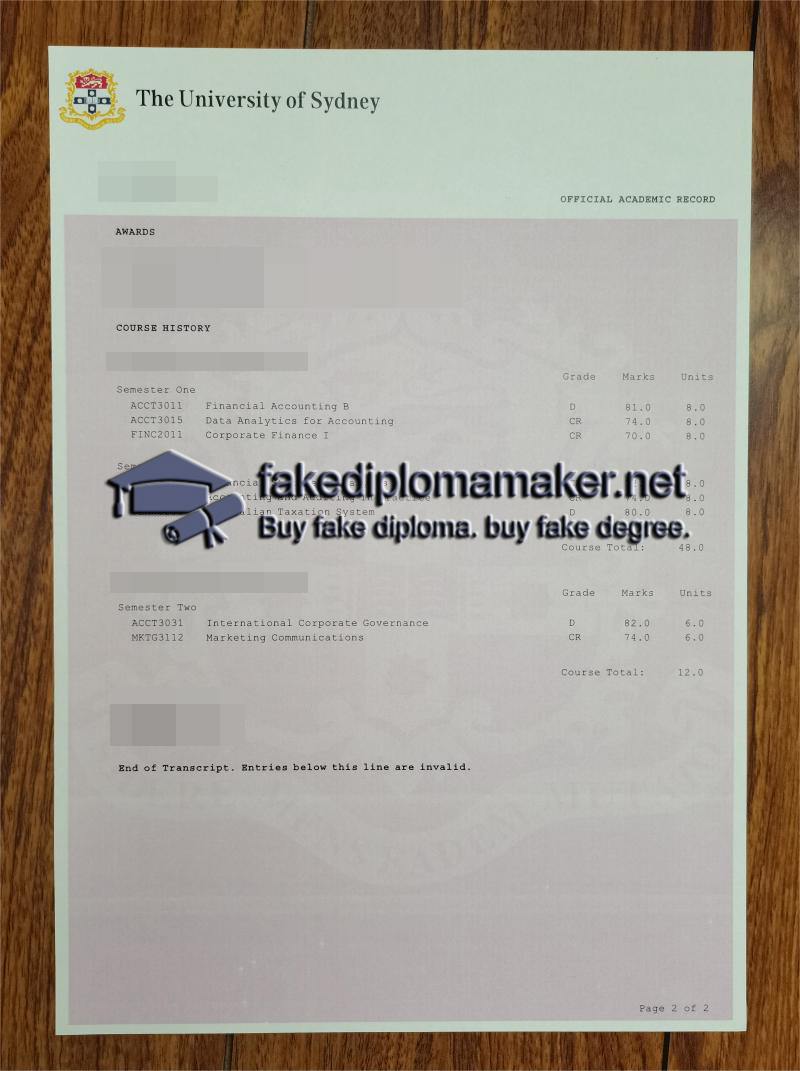 The University of Sydney
OFFICIAL ACADEMIC RECORD
AWARDS
COURSE HISTORY
Grade Marks Units
Semester One
ACCT3011 Financial Accounting B D 81.0 8.0
ACCT3015 Data Analytics for Accounting CR 74.0 8.0
FINC2011 Corporate Finance I CR 70.0 8.0
fakediplomamaker.net
Buy fake diploma. buy fake degree.
8.0
and Auditing in CR 8.0
Taxation System D 80.0 8.0
Course Total: 48.0
Grade Marks Units
Semester Two
ACCT3031 International Corporate Governance D 82.0 6.0
MKTG3112 Marketing Communications CR 74.0 6.0
Course Total: 12.0
End of Transcript. Entries below this line are invalid.
Page 2 of 2